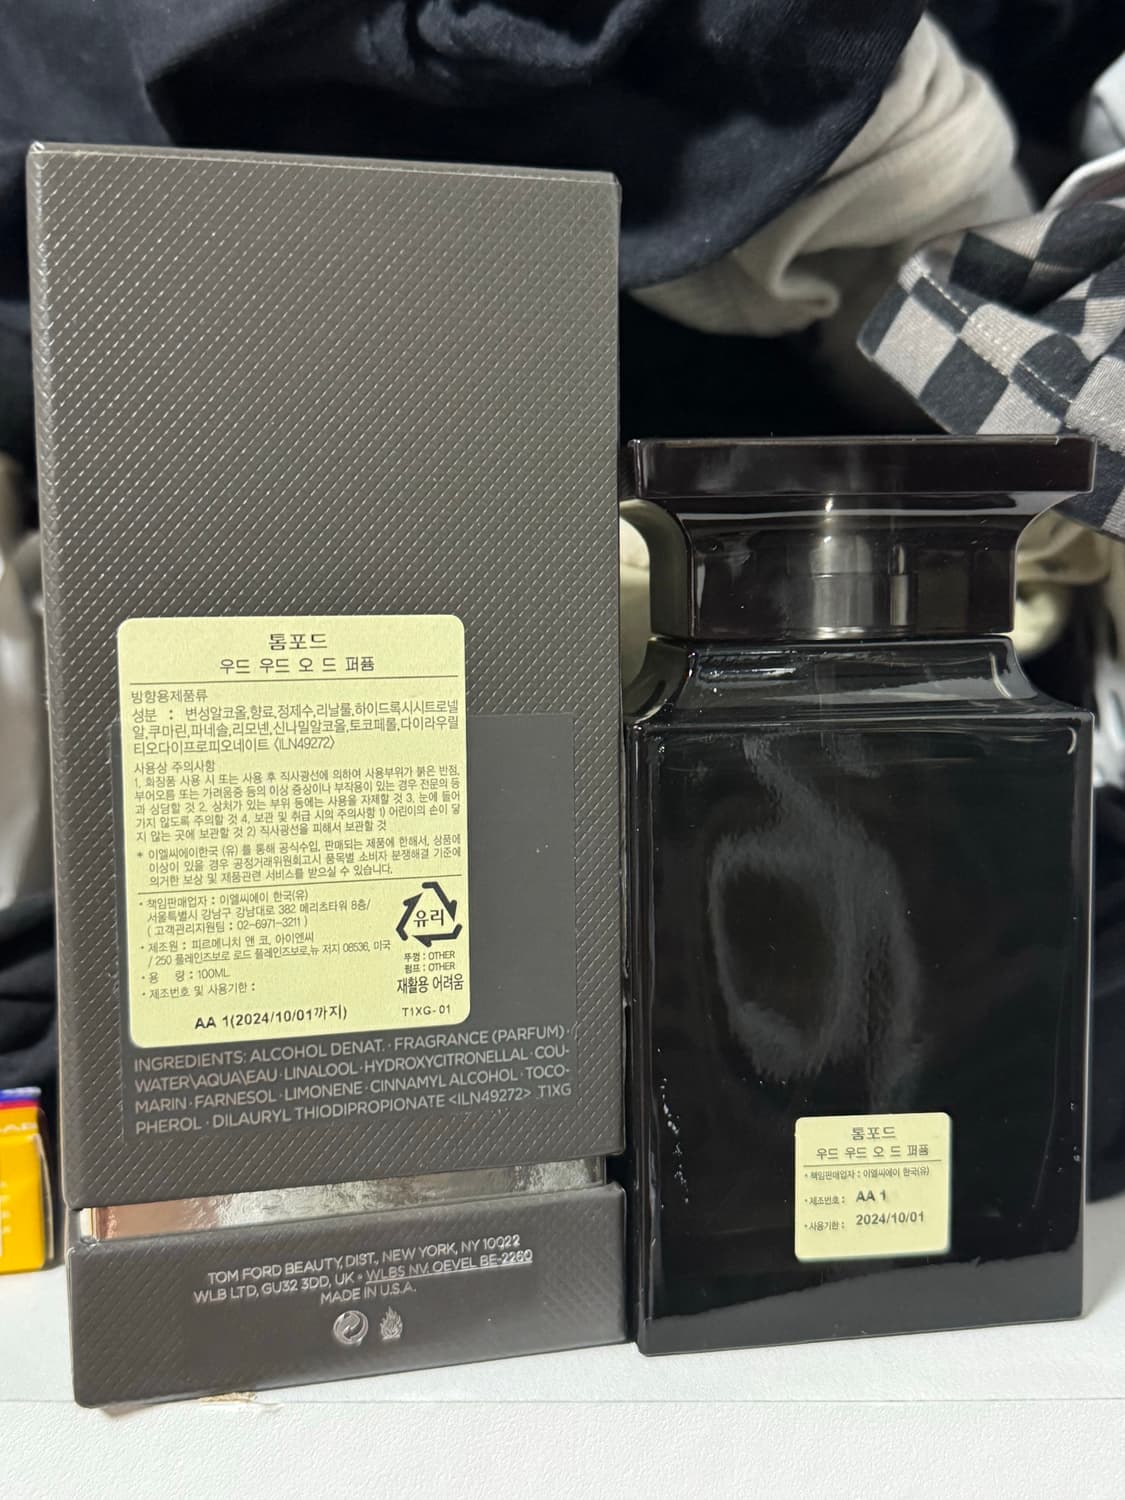 톰포드
우드 우드 오 드 퍼퓸
방향용제품류
성분 : 변성알코올,향료,정제수,리날룰,하이드록시시트로넬
알,쿠마린,파네솔,리모넨,신나밀알코올,토코페롤,다이라우릴
티오다이프로피오네이트 <ILN49272>
사용상 주의사항
1. 화장품 사용 시 또는 사용 후 직사광선에 의하여 사용부위가 붉은 반점,
부어오름 또는 가려움증 등의 이상 증상이나 부작용이 있는 경우 전문의 등
과 상담할 것 2. 상처가 있는 부위 등에는 사용을 자제할 것 3. 눈에 들어
가지 않도록 주의할 것 4. 보관 및 취급 시의 주의사항 1) 어린이의 손이 닿
지 않는 곳에 보관할 것 2) 직사광선을 피해서 보관할 것
* 이엘씨에이한국 (유) 를 통해 공식수입, 판매되는 제품에 한해서, 상품에
이상이 있을 경우 공정거래위원회고시 품목별 소비자 분쟁해결 기준에
의거한 보상 및 제품관련 서비스를 받으실 수 있습니다.
• 책임판매업자 : 이엘씨에이 한국(유)
서울특별시 강남구 강남대로 382 메리츠타워 8층/
( 고객관리지원팀 : 02-6971-3211 )
• 제조원 : 피르메니치 앤 코, 아이엔씨
/ 250 플레인즈보로 로드 플레인즈보로,뉴 저지 08536, 미국
• 용 량 : 100ML
• 제조번호 및 사용기한 :
유리
뚜껑 : OTHER
펌프 : OTHER
재활용 어려움
AA 1(2024/10/01까지)
T1XG-01
INGREDIENTS: ALCOHOL DENAT. · FRAGRANCE (PARFUM) ·
WATER\AQUA\EAU · LINALOOL · HYDROXYCITRONELLAL · COU-
MARIN · FARNESOL · LIMONENE · CINNAMYL ALCOHOL · TOCO-
PHEROL · DILAURYL THIODIPROPIONATE <ILN49272> T1XG
TOM FORD BEAUTY, DIST., NEW YORK, NY 10022
WLB LTD, GU32 3DD, UK • WLBS NV, OEVEL BE-2260
MADE IN U.S.A.
톰포드
우드 우드 오 드 퍼퓸
• 책임판매업자 : 이엘씨에이 한국(유)
• 제조번호 : AA 1
• 사용기한 : 2024/10/01